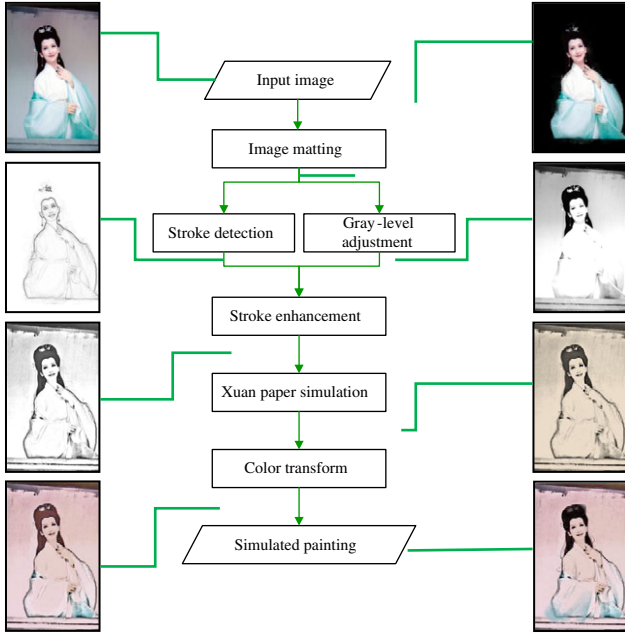 Input image
Image matting
Stroke detection
Gray-level
adjustment
Stroke enhancement
Xuan paper simulation
Color transform
Simulated painting